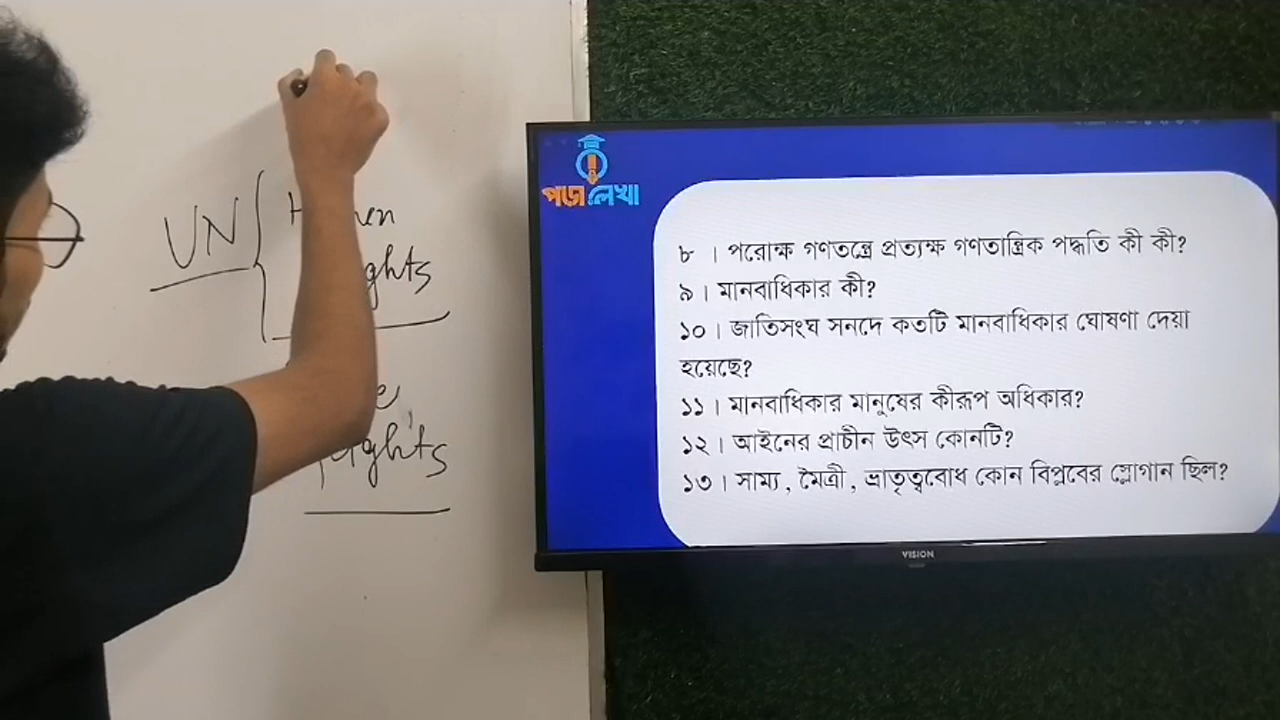 UN
ghts
ghts
পড়ালেখা
৮ । পরোক্ষ গণতন্ত্রে প্রত্যক্ষ গণতান্ত্রিক পদ্ধতি কী কী?
৯ । মানবাধিকার কী?
১০ । জাতিসংঘ সনদে কতটি মানবাধিকার ঘোষণা দেয়া
হয়েছে?
১১ । মানবাধিকার মানুষের কীরূপ অধিকার?
১২ । আইনের প্রাচীন উৎস কোনটি?
১৩ । সাম্য , মৈত্রী , ভ্রাতৃত্ববোধ কোন বিপ্লবের স্লোগান ছিল?
VISION